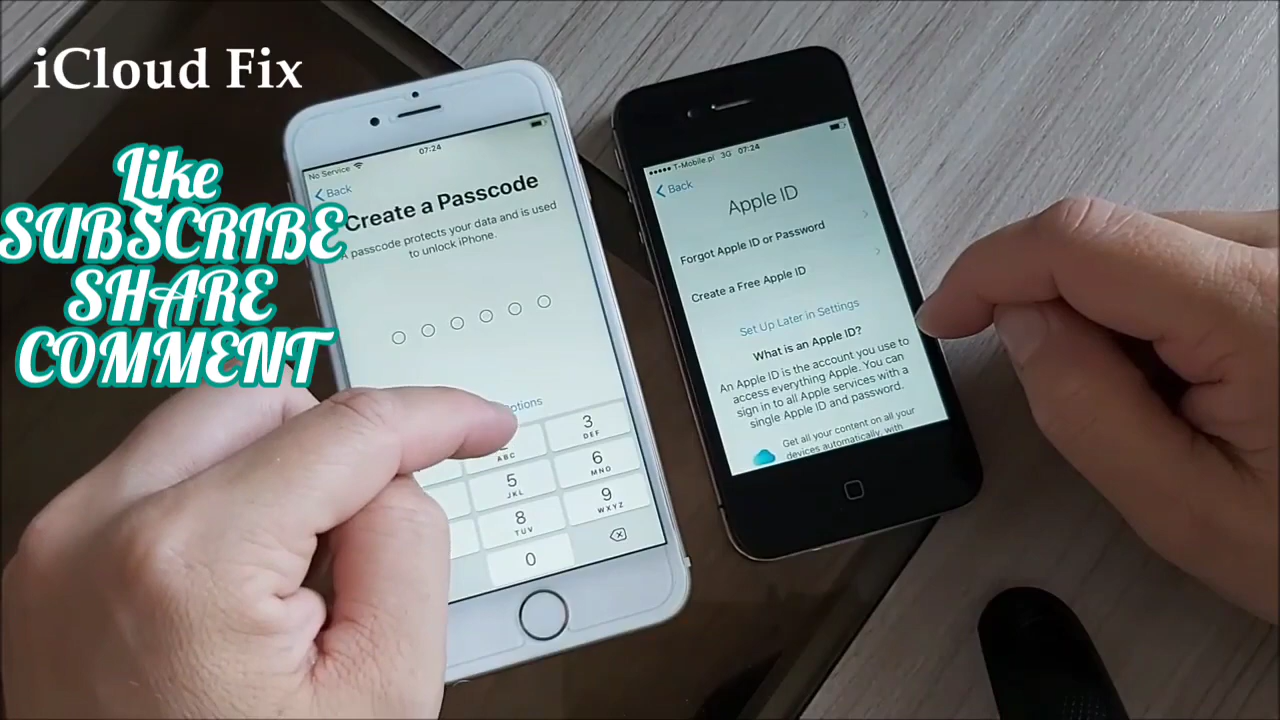 iCloud Fix
Like
SUBSCRIBE
SHARE
COMMENT
No Service
07:24
Back
Create a Passcode
A passcode protects your data and is used
to unlock iPhone.
3
DEF
ABC
5
JKL
6
MNO
8
TUV
9
WXYZ
0
T-Mobile.pl 3G 07:24
Back
Apple ID
Forgot Apple ID or Password
Create a Free Apple ID
Set Up Later in Settings
What is an Apple ID?
An Apple ID is the account you use to
access everything Apple. You can
sign in to all Apple services with a
single Apple ID and password.
Get all your content on all your
devices automatically, with